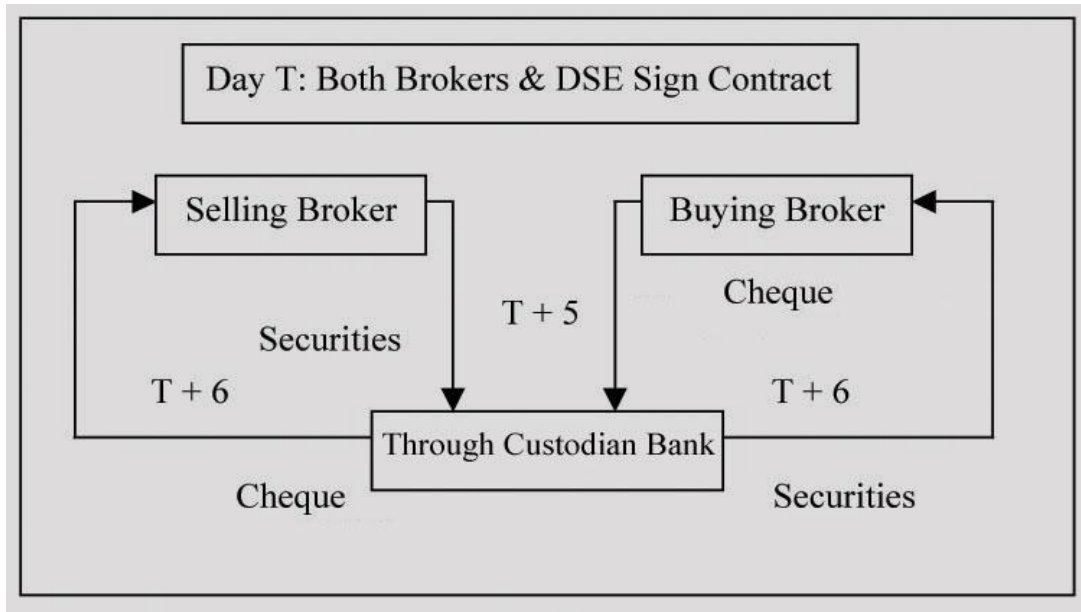 Day T: Both Brokers & DSE Sign Contract
Selling Broker
Buying Broker
Cheque
T + 5
Securities
T + 6
T + 6
Through Custodian Bank
Cheque
Securities